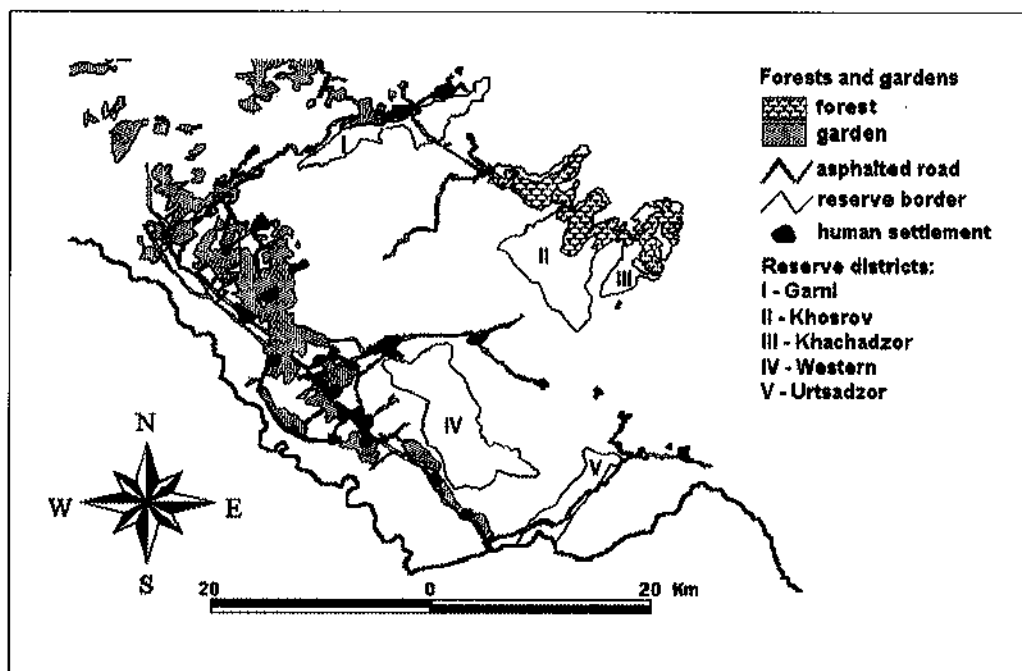 Forests and gardens
forest
garden
asphalted road
reserve border
human settlement
Reserve districts:
I - Garni
II - Khosrov
III - Khachadzor
IV - Western
V - Urtsadzor
I
II
III
IV
V
N
W E
S
20 0 20 Km